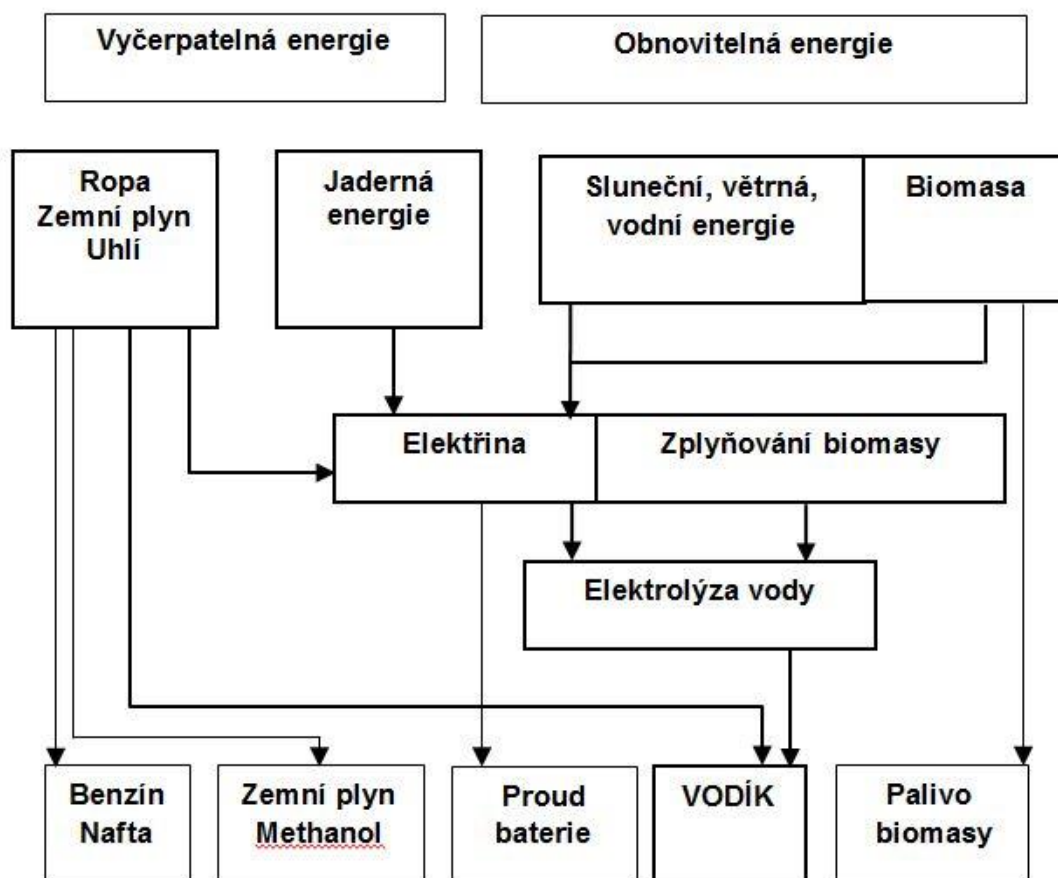 Vyčerpatelná energie
Obnovitelná energie
Ropa
Zemní plyn
Uhlí
Jaderná
energie
Sluneční, větrná,
vodní energie
Biomasa
Elektřina
Zplyňování biomasy
Elektrolýza vody
Benzín
Nafta
Zemní plyn
Methanol
Proud
baterie
VODÍK
Palivo
biomasy